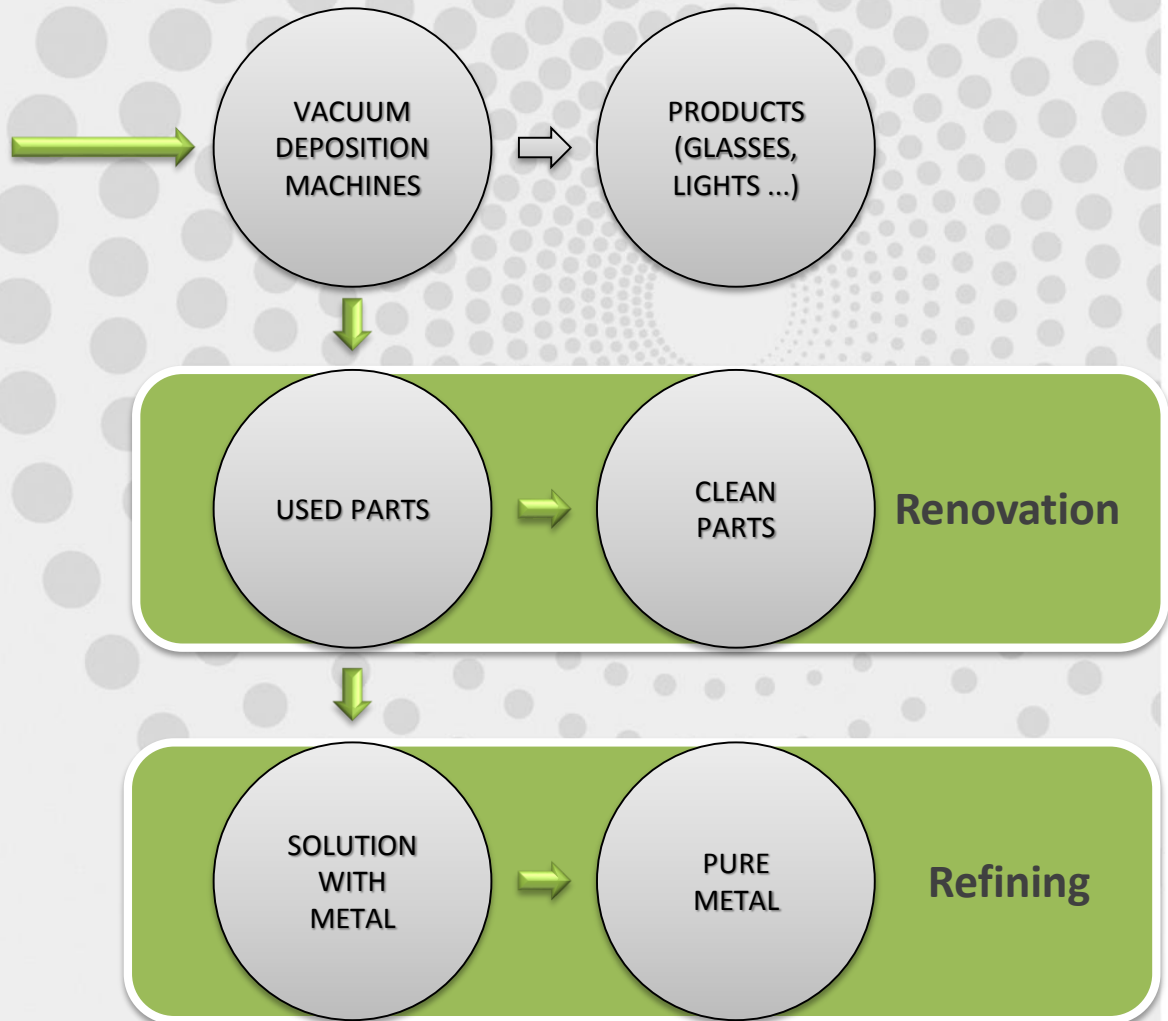 VACUUM
DEPOSITION
MACHINES
PRODUCTS
(GLASSES,
LIGHTS ...)
USED PARTS
CLEAN
PARTS
Renovation
SOLUTION
WITH
METAL
PURE
METAL
Refining